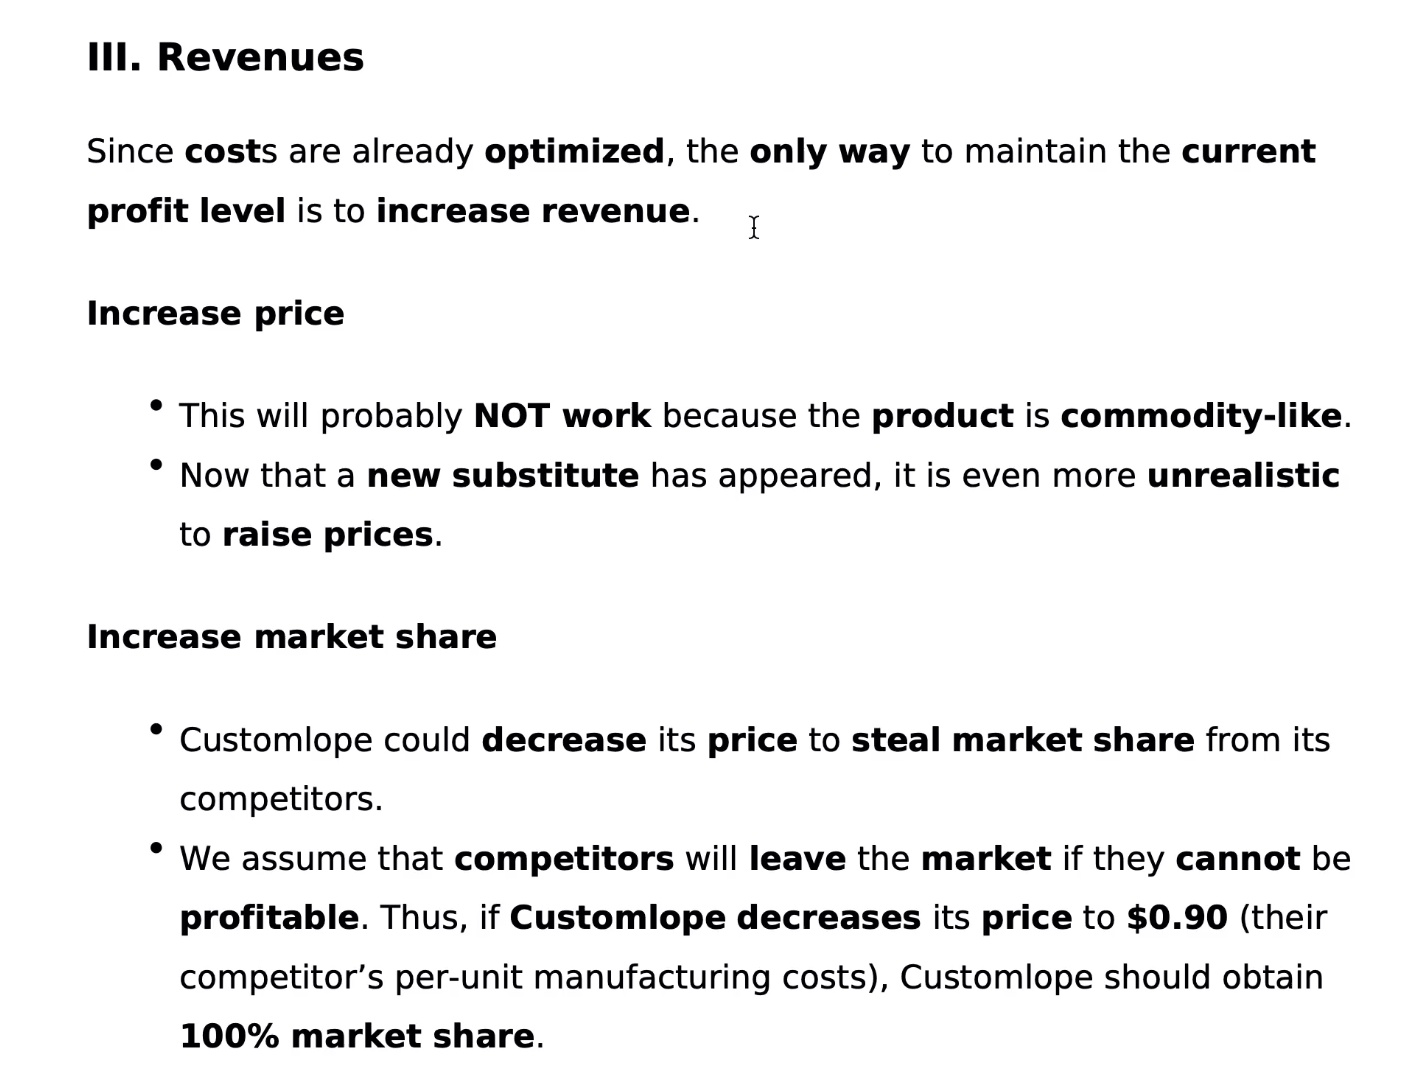 III. Revenues
Since costs are already optimized, the only way to maintain the current
profit level is to increase revenue.
Increase price
• This will probably NOT work because the product is commodity-like.
• Now that a new substitute has appeared, it is even more unrealistic
to raise prices.
Increase market share
• Customlope could decrease its price to steal market share from its
competitors.
• We assume that competitors will leave the market if they cannot be
profitable. Thus, if Customlope decreases its price to $0.90 (their
competitor’s per-unit manufacturing costs), Customlope should obtain
100% market share.